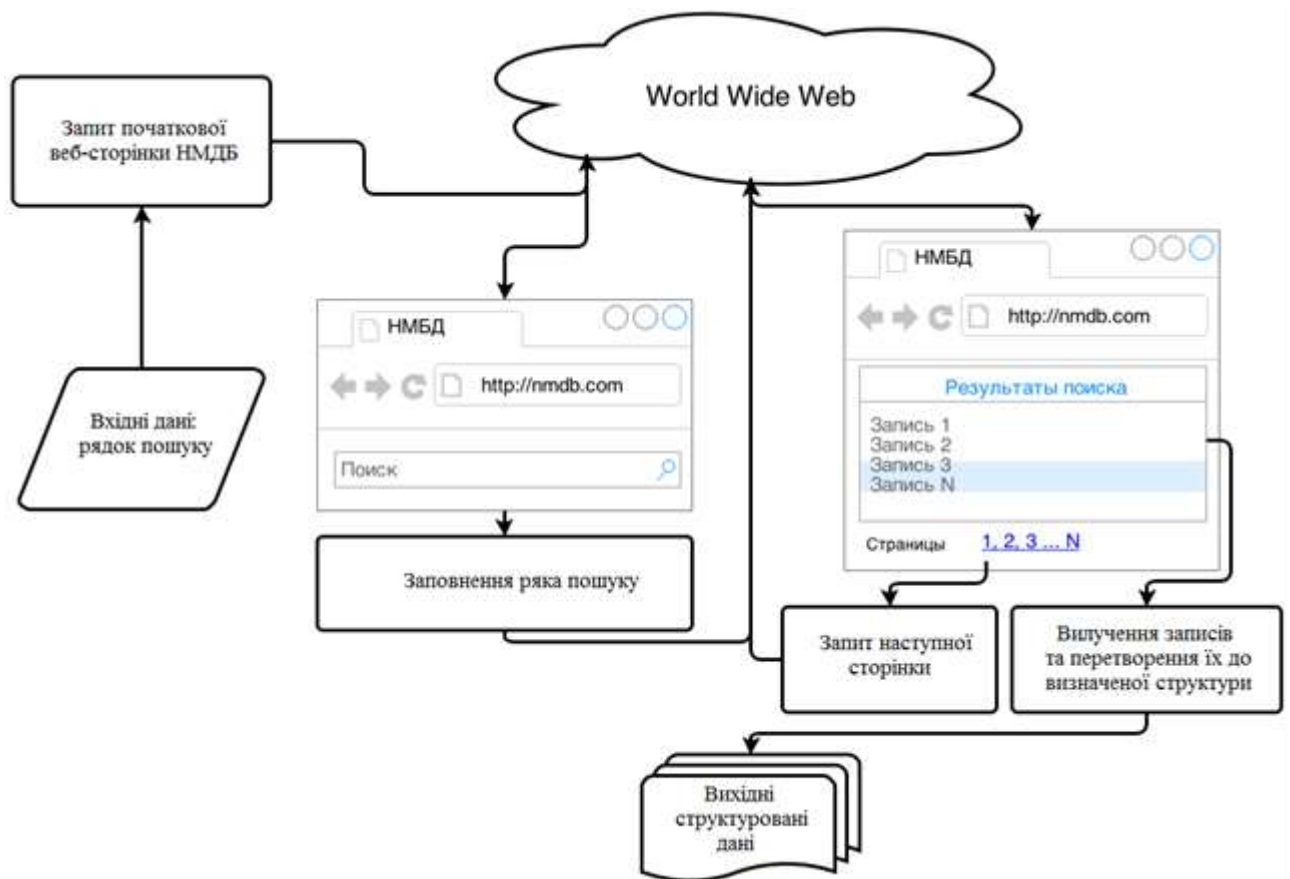 World Wide Web
Запит початкової
веб-сторінки НМДБ
Вхідні дані:
рядок пошуку
НМБД
http://nmdb.com
Поиск
Заповнення ряка пошуку
НМБД
http://nmdb.com
Результаты поиска
Запись 1
Запись 2
Запись 3
Запись N
Страницы 1, 2, 3 ... N
Запит наступної
сторінки
Вилучення записів
та перетворення їх до
визначеної структури
Вихідні
структуровані
дані